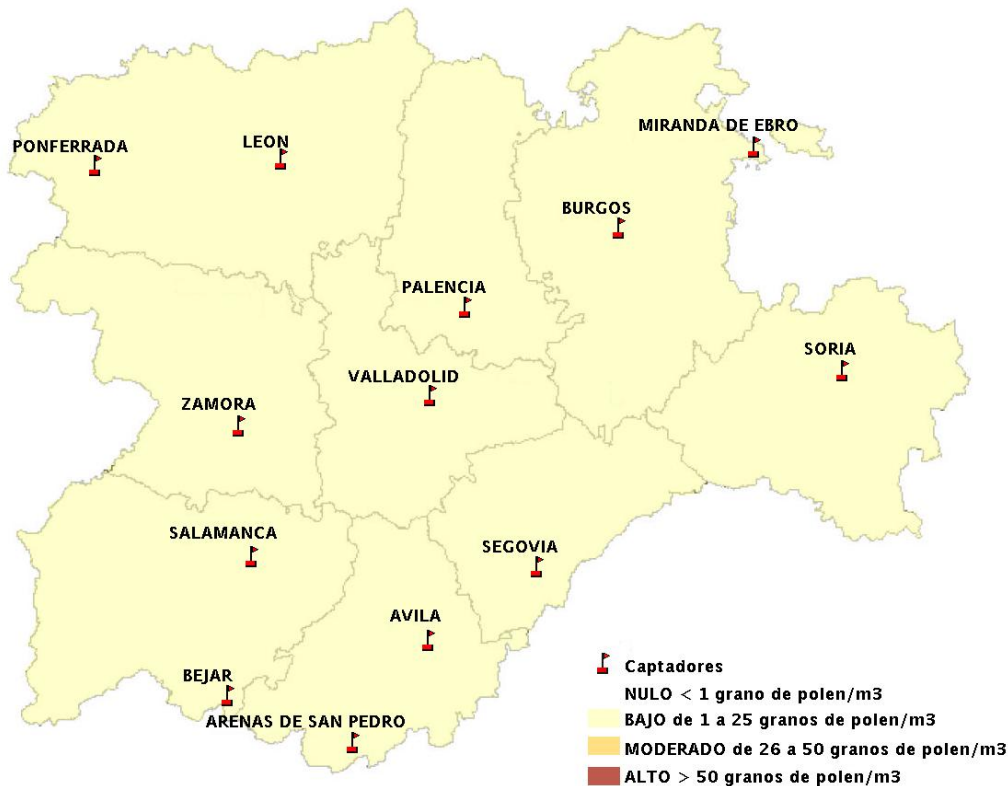 MIRANDA DE EBRO
PONFERRADA
LEON
BURGOS
PALENCIA
SORIA
VALLADOLID
ZAMORA
SALAMANCA
SEGOVIA
AVILA
BEJAR
ARENAS DE SAN PEDRO
Captadores
NULO < 1 grano de polen/m3
BAJO de 1 a 25 granos de polen/m3
MODERADO de 26 a 50 granos de polen/m3
ALTO > 50 granos de polen/m3